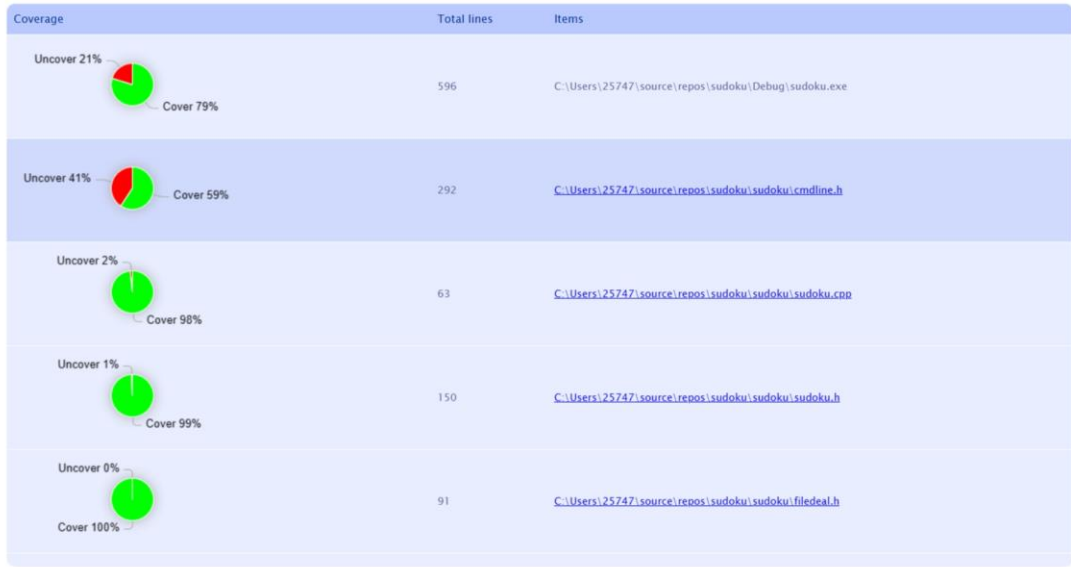 Coverage Total lines Items
Uncover 21%
Cover 79%
596 C:\Users\25747\source\repos\sudoku\Debug\sudoku.exe
Uncover 41%
Cover 59%
292 C:\Users\25747\source\repos\sudoku\sudoku\cmdline.h
Uncover 2%
Cover 98%
63 C:\Users\25747\source\repos\sudoku\sudoku\sudoku.cpp
Uncover 1%
Cover 99%
150 C:\Users\25747\source\repos\sudoku\sudoku\sudoku.h
Uncover 0%
Cover 100%
91 C:\Users\25747\source\repos\sudoku\sudoku\filedeal.h